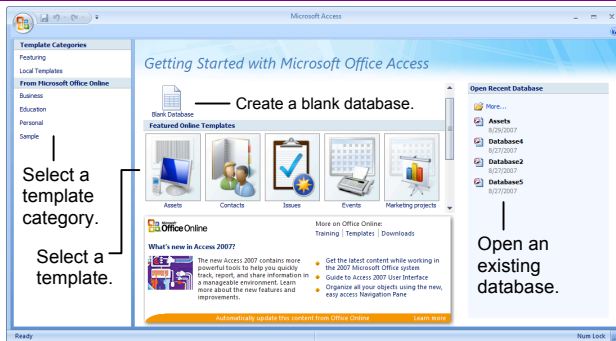 Microsoft Access
Template Categories
Featuring
Local Templates
From Microsoft Office Online
Business
Education
Personal
Sample
Select a
template
category.
Select a
template.
Getting Started with Microsoft Office Access
Blank Database
Create a blank database.
Featured Online Templates
Assets
Contacts
Issues
Events
Marketing projects
Microsoft
Office Online
More on Office Online:
Training | Templates | Downloads
What's new in Access 2007?
The new Access 2007 contains more
powerful tools to help you quickly
track, report, and share information in
a manageable environment. Learn
more about the new features and
improvements.
Get the latest content while working in
the 2007 Microsoft Office system
Guide to Access 2007 User Interface
Organize all your objects using the new,
easy access Navigation Pane
Automatically update this content from Office Online
Learn more
Open Recent Database
More...
Assets
8/29/2007
Database4
8/27/2007
Database2
8/27/2007
Database5
8/27/2007
Open an
existing
database.
Ready
Num Lock